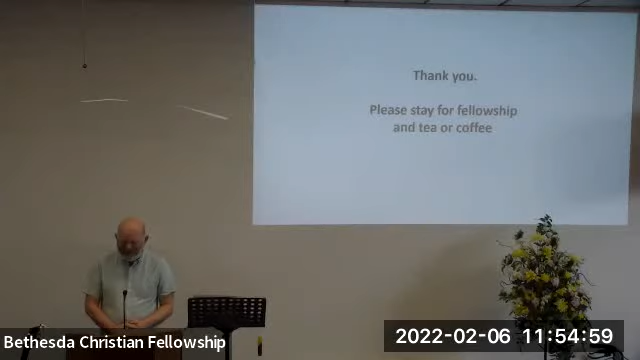 Thank you.
Please stay for fellowship
and tea or coffee
Bethesda Christian Fellowship
2022-02-06 11:54:59